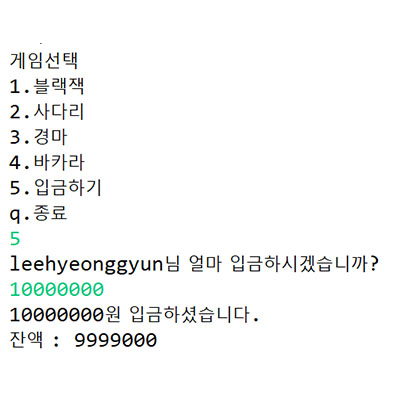 게임선택
1.블랙잭
2.사다리
3.경마
4.바카라
5.입금하기
q.종료
5
leehyeonggyun님 얼마 입금하시겠습니까?
10000000
10000000원 입금하셨습니다.
잔액 : 9999000